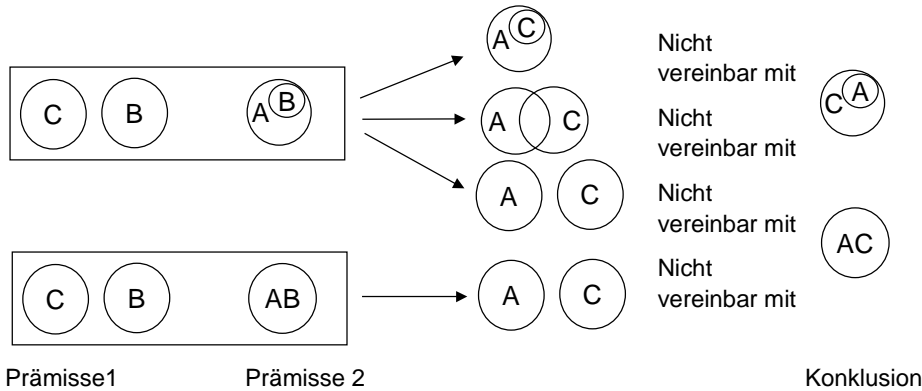 A C
Nicht
vereinbar mit
C B A B
C A
A C
Nicht
vereinbar mit
A C
Nicht
vereinbar mit
AC
C B AB
A C
Nicht
vereinbar mit
Prämisse1 Prämisse 2 Konklusion